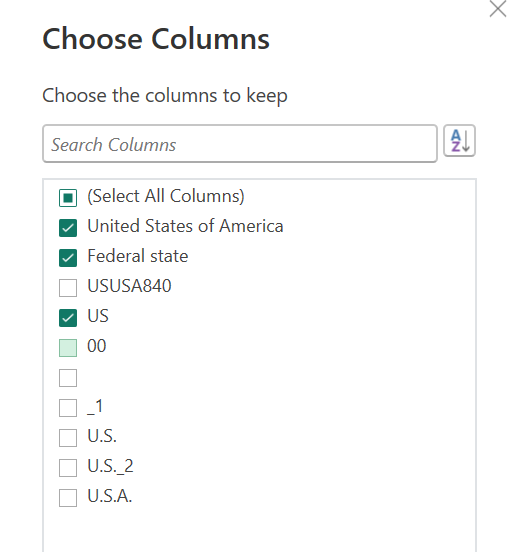 Choose Columns
Choose the columns to keep
Search Columns
A
Z
(Select All Columns)
United States of America
Federal state
USUSA840
US
00
_1
U.S.
U.S._2
U.S.A.